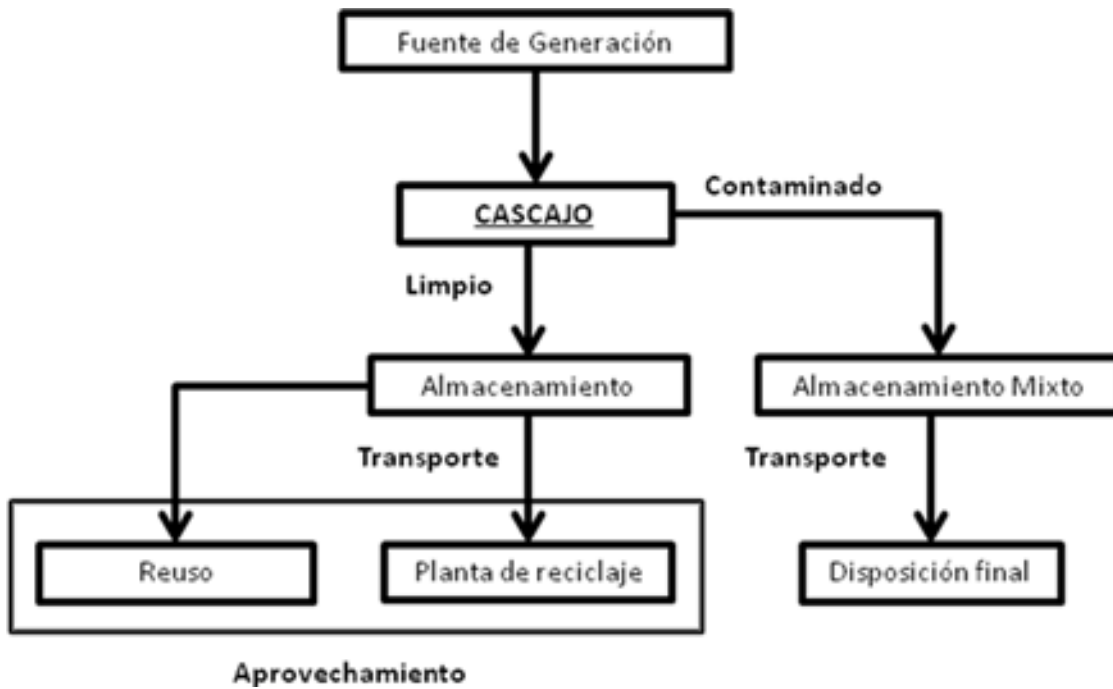 Fuente de Generación
CASCAJO
Contaminado
Limpio
Almacenamiento
Almacenamiento Mixto
Transporte
Transporte
Reuso
Planta de reciclaje
Disposición final
Aprovechamiento